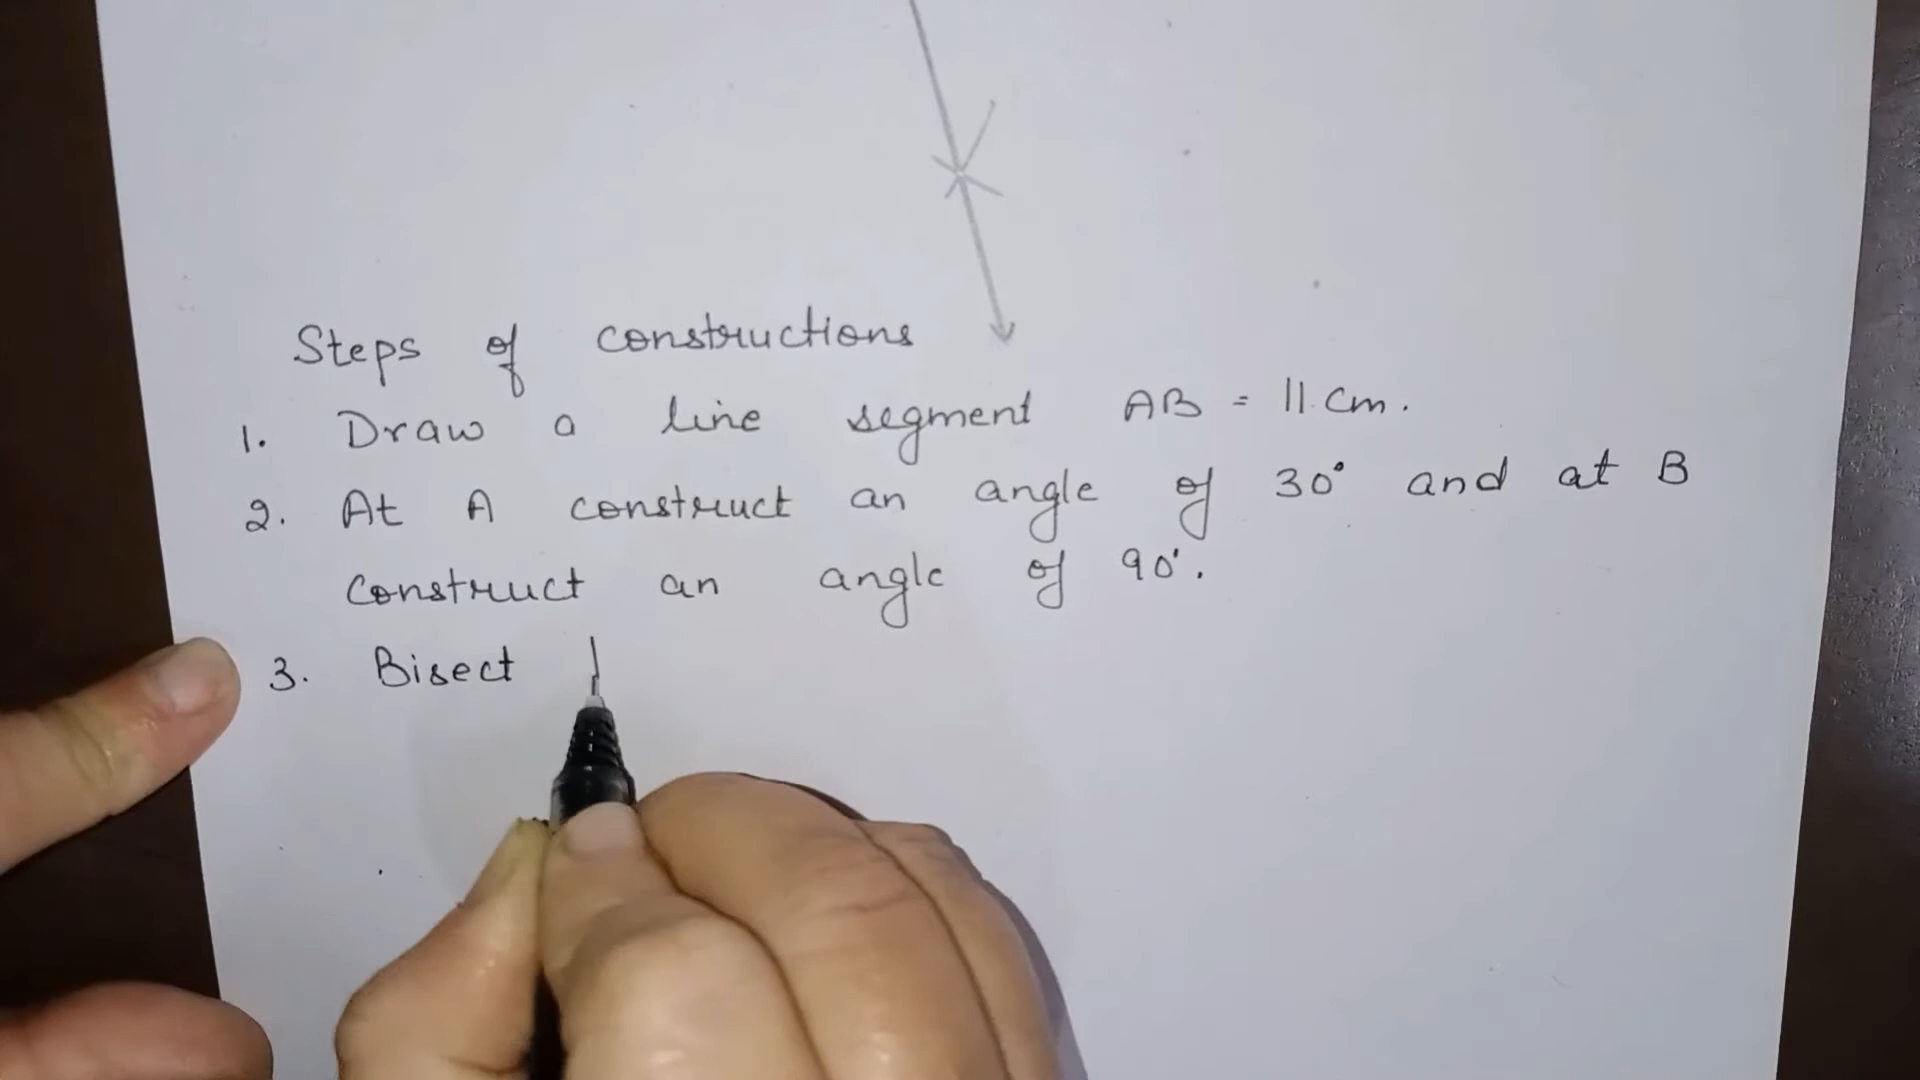 Steps of constructions
1. Draw a line segment AB = 11 cm.
2. At A construct an angle of 30° and at B
construct an angle of 90°.
3. Bisect